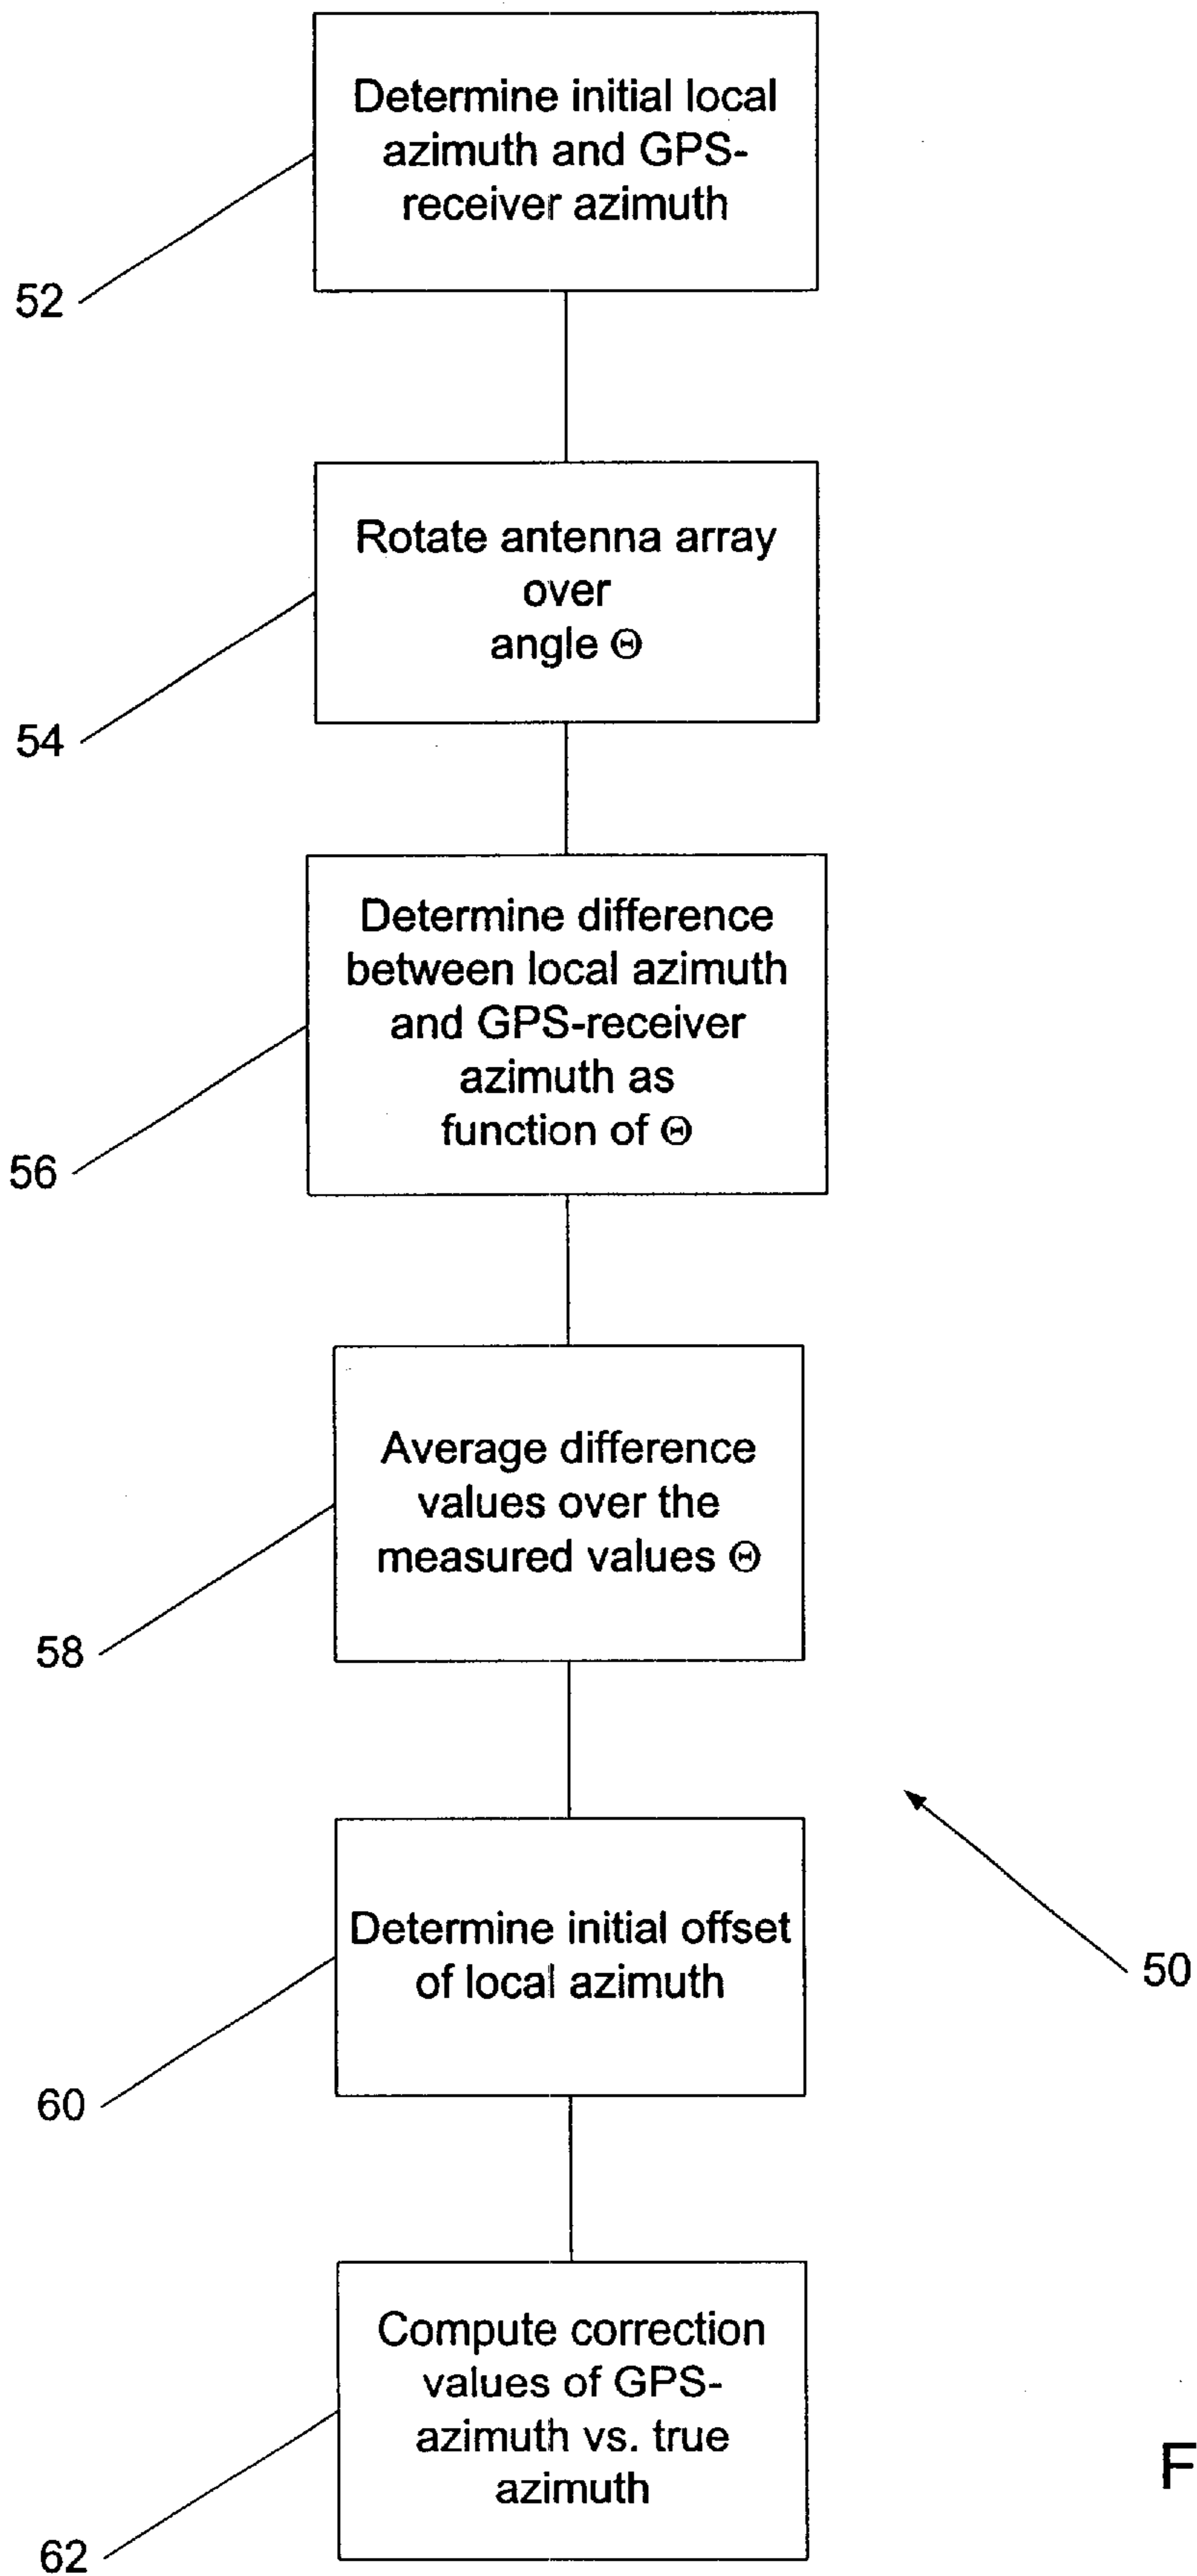 Determine initial local
azimuth and GPS-
receiver azimuth
52
Rotate antenna array
over
angle Θ
54
Determine difference
between local azimuth
and GPS-receiver
azimuth as
function of Θ
56
Average difference
values over the
measured values Θ
58
Determine initial offset
of local azimuth
50
60
Compute correction
values of GPS-
azimuth vs. true
azimuth
F
62